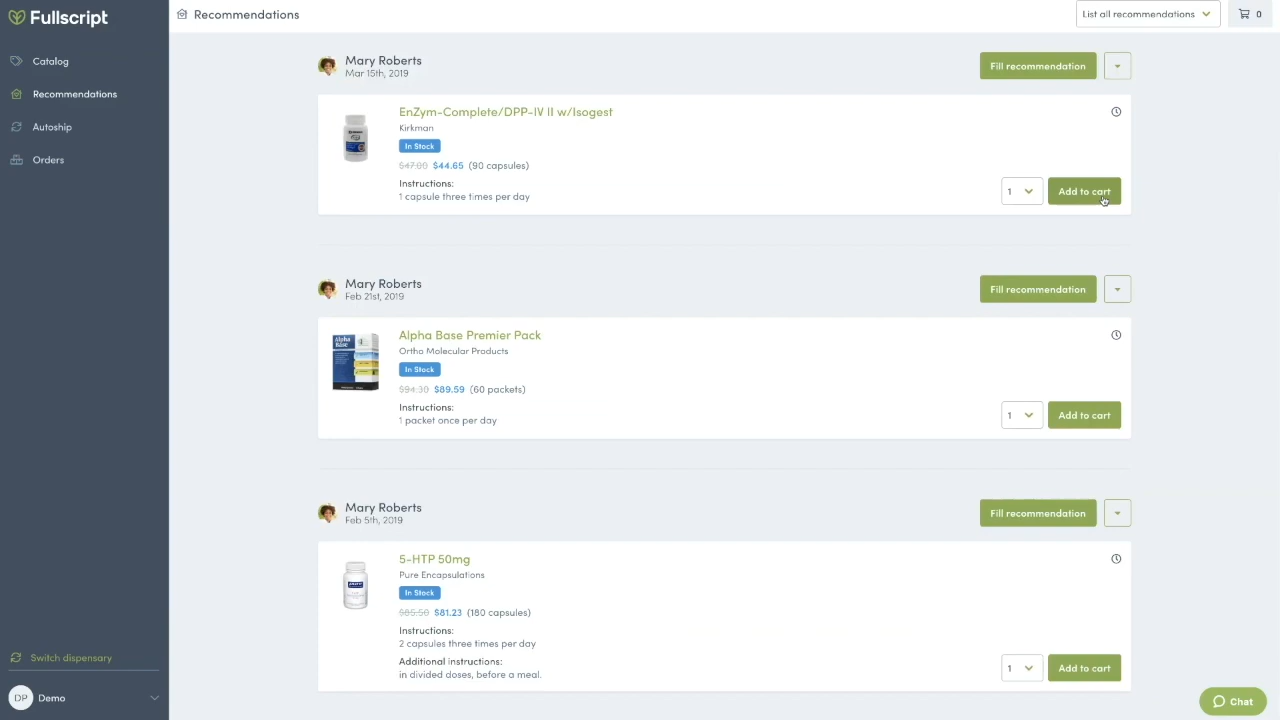 Fullscript
Recommendations
List all recommendations
0
Catalog
Recommendations
Autoship
Orders
Mary Roberts
Mar 15th, 2019
Fill recommendation
EnZym-Complete/DPP-IV II w/Isogest
Kirkman
In Stock
$47.00 $44.65 (90 capsules)
Instructions:
1 capsule three times per day
1
Add to cart
Mary Roberts
Feb 21st, 2019
Fill recommendation
Alpha Base Premier Pack
Ortho Molecular Products
Alpha
Base
In Stock
$94.30 $89.59 (60 packets)
Instructions:
1 packet once per day
1
Add to cart
Mary Roberts
Feb 5th, 2019
Fill recommendation
5-HTP 50mg
Pure Encapsulations
pure
In Stock
$85.50 $81.23 (180 capsules)
Instructions:
2 capsules three times per day
Additional instructions:
in divided doses, before a meal.
1
Add to cart
Switch dispensary
DP Demo
Chat